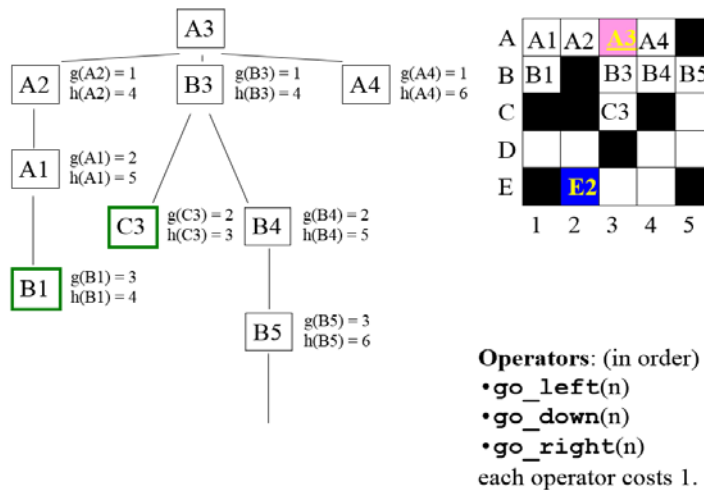 A3
A2
g(A2) = 1
h(A2) = 4
B3
g(B3) = 1
h(B3) = 4
A4
g(A4) = 1
h(A4) = 6
A1
g(A1) = 2
h(A1) = 5
C3
g(C3) = 2
h(C3) = 3
B4
g(B4) = 2
h(B4) = 5
B1
g(B1) = 3
h(B1) = 4
B5
g(B5) = 3
h(B5) = 6
A A1 A2 A3 A4
B B1 B3 B4 B5
C C3
D
E E2
1 2 3 4 5
Operators: (in order)
•go_left(n)
•go_down(n)
•go_right(n)
each operator costs 1.